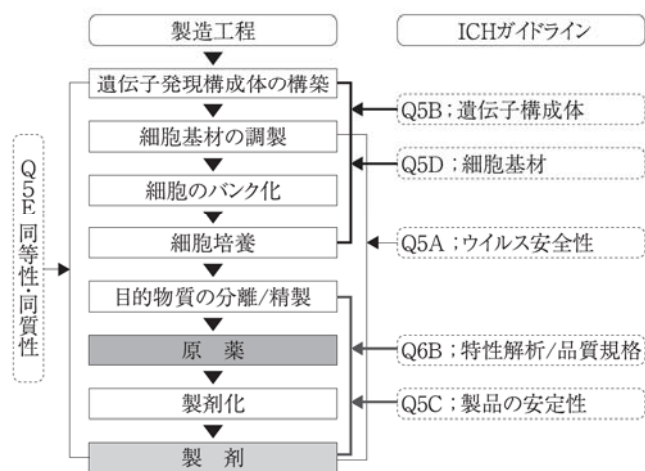 製造工程
ICHガイドライン
遺伝子発現構成体の構築
細胞基材の調製
細胞のバンク化
細胞培養
目的物質の分離/精製
原 薬
製剤化
製 剤
Q5E 同等性・同質性
Q5B;遺伝子構成体
Q5D;細胞基材
Q5A;ウイルス安全性
Q6B;特性解析/品質規格
Q5C;製品の安定性